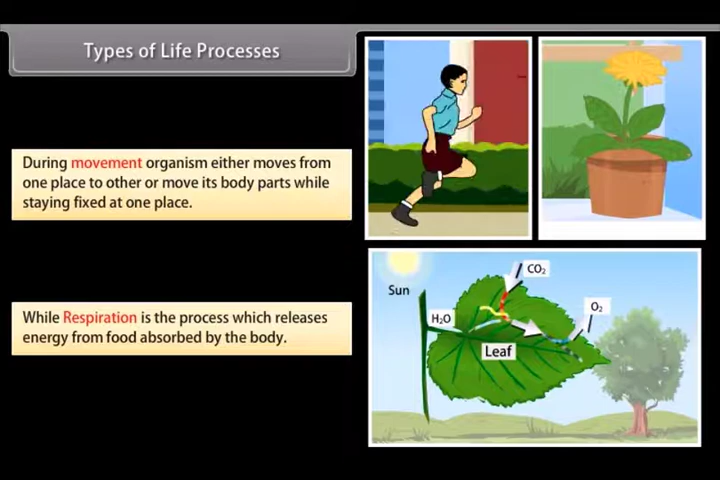 Types of Life Processes
During movement organism either moves from
one place to other or move its body parts while
staying fixed at one place.
While Respiration is the process which releases
energy from food absorbed by the body.
Sun
CO₂
O₂
H₂O
Leaf